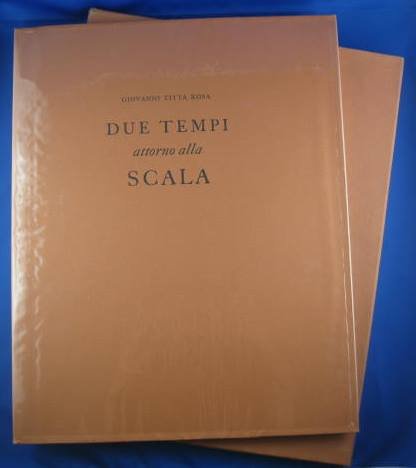 GIOVANNI TITTA ROSA
DUE TEMPI
attorno alla
SCALA